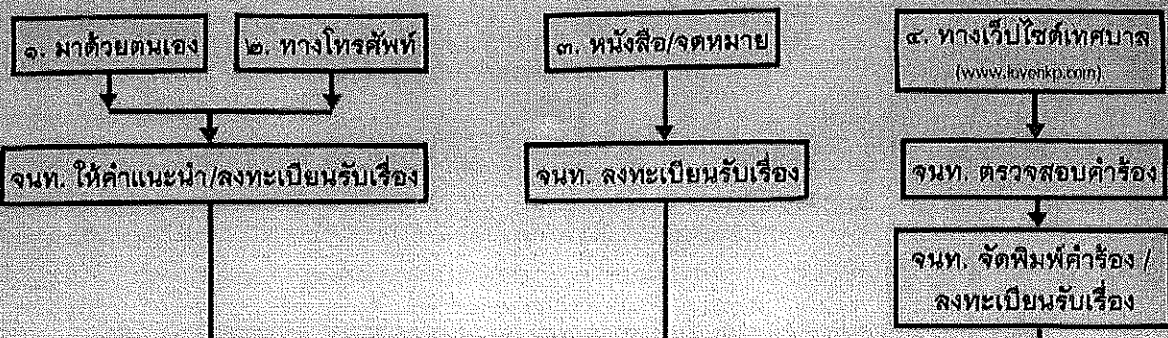 ๑. มาด้วยตนเอง
๒. ทางโทรศัพท์
๓. หนังสือ/จดหมาย
๔. ทางเว็ปไซต์เทศบาล
(www.loverkp.com)
จนท. ให้คำแนะนำ/ลงทะเบียนรับเรื่อง
จนท. ลงทะเบียนรับเรื่อง
จนท. ตรวจสอบคำร้อง
จนท. จัดพิมพ์คำร้อง /
ลงทะเบียนรับเรื่อง